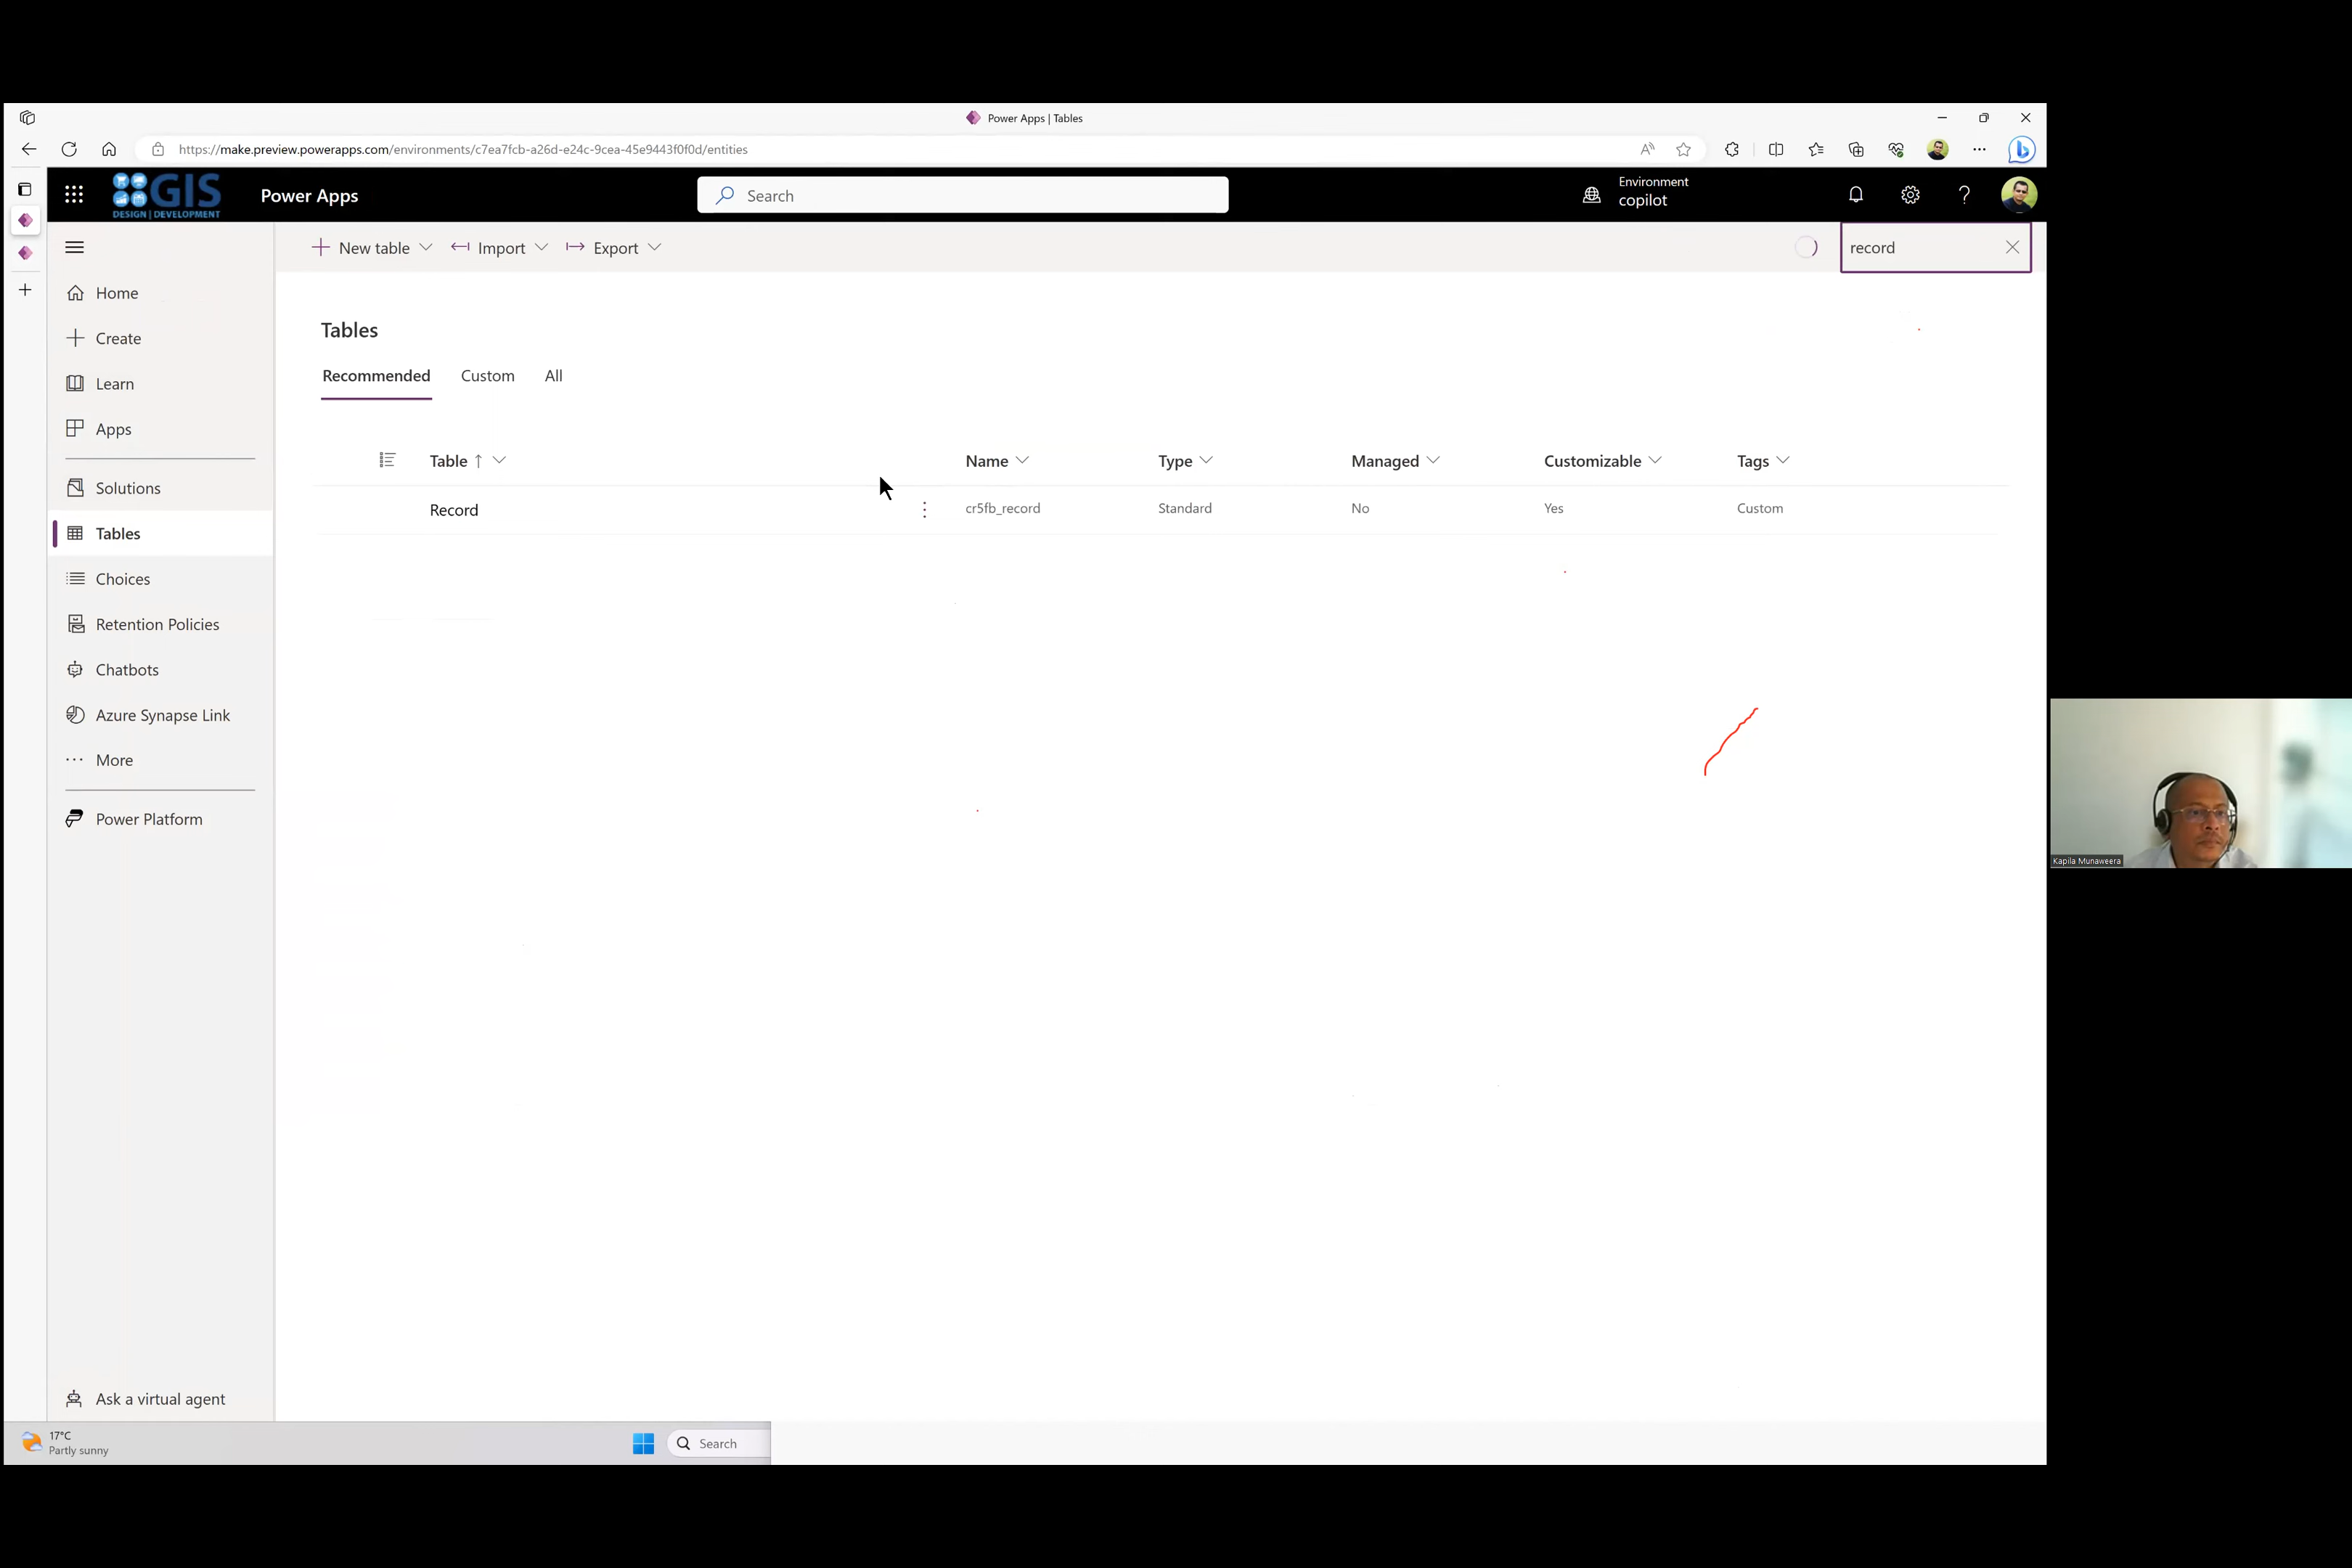 Power Apps | Tables
https://make.preview.powerapps.com/environments/c7ea7fcb-a26d-e24c-9cea-45e9443f0f0d/entities
GIS
DESIGN | DEVELOPMENT
Power Apps
Search
Environment
copilot
New table
Import
Export
record
Home
Create
Learn
Apps
Solutions
Tables
Choices
Retention Policies
Chatbots
Azure Synapse Link
More
Power Platform
Ask a virtual agent
Tables
Recommended Custom All
Table Name Type Managed Customizable Tags
Record cr5fb_record Standard No Yes Custom
Kapila Munaweera
17°C
Partly sunny
Search